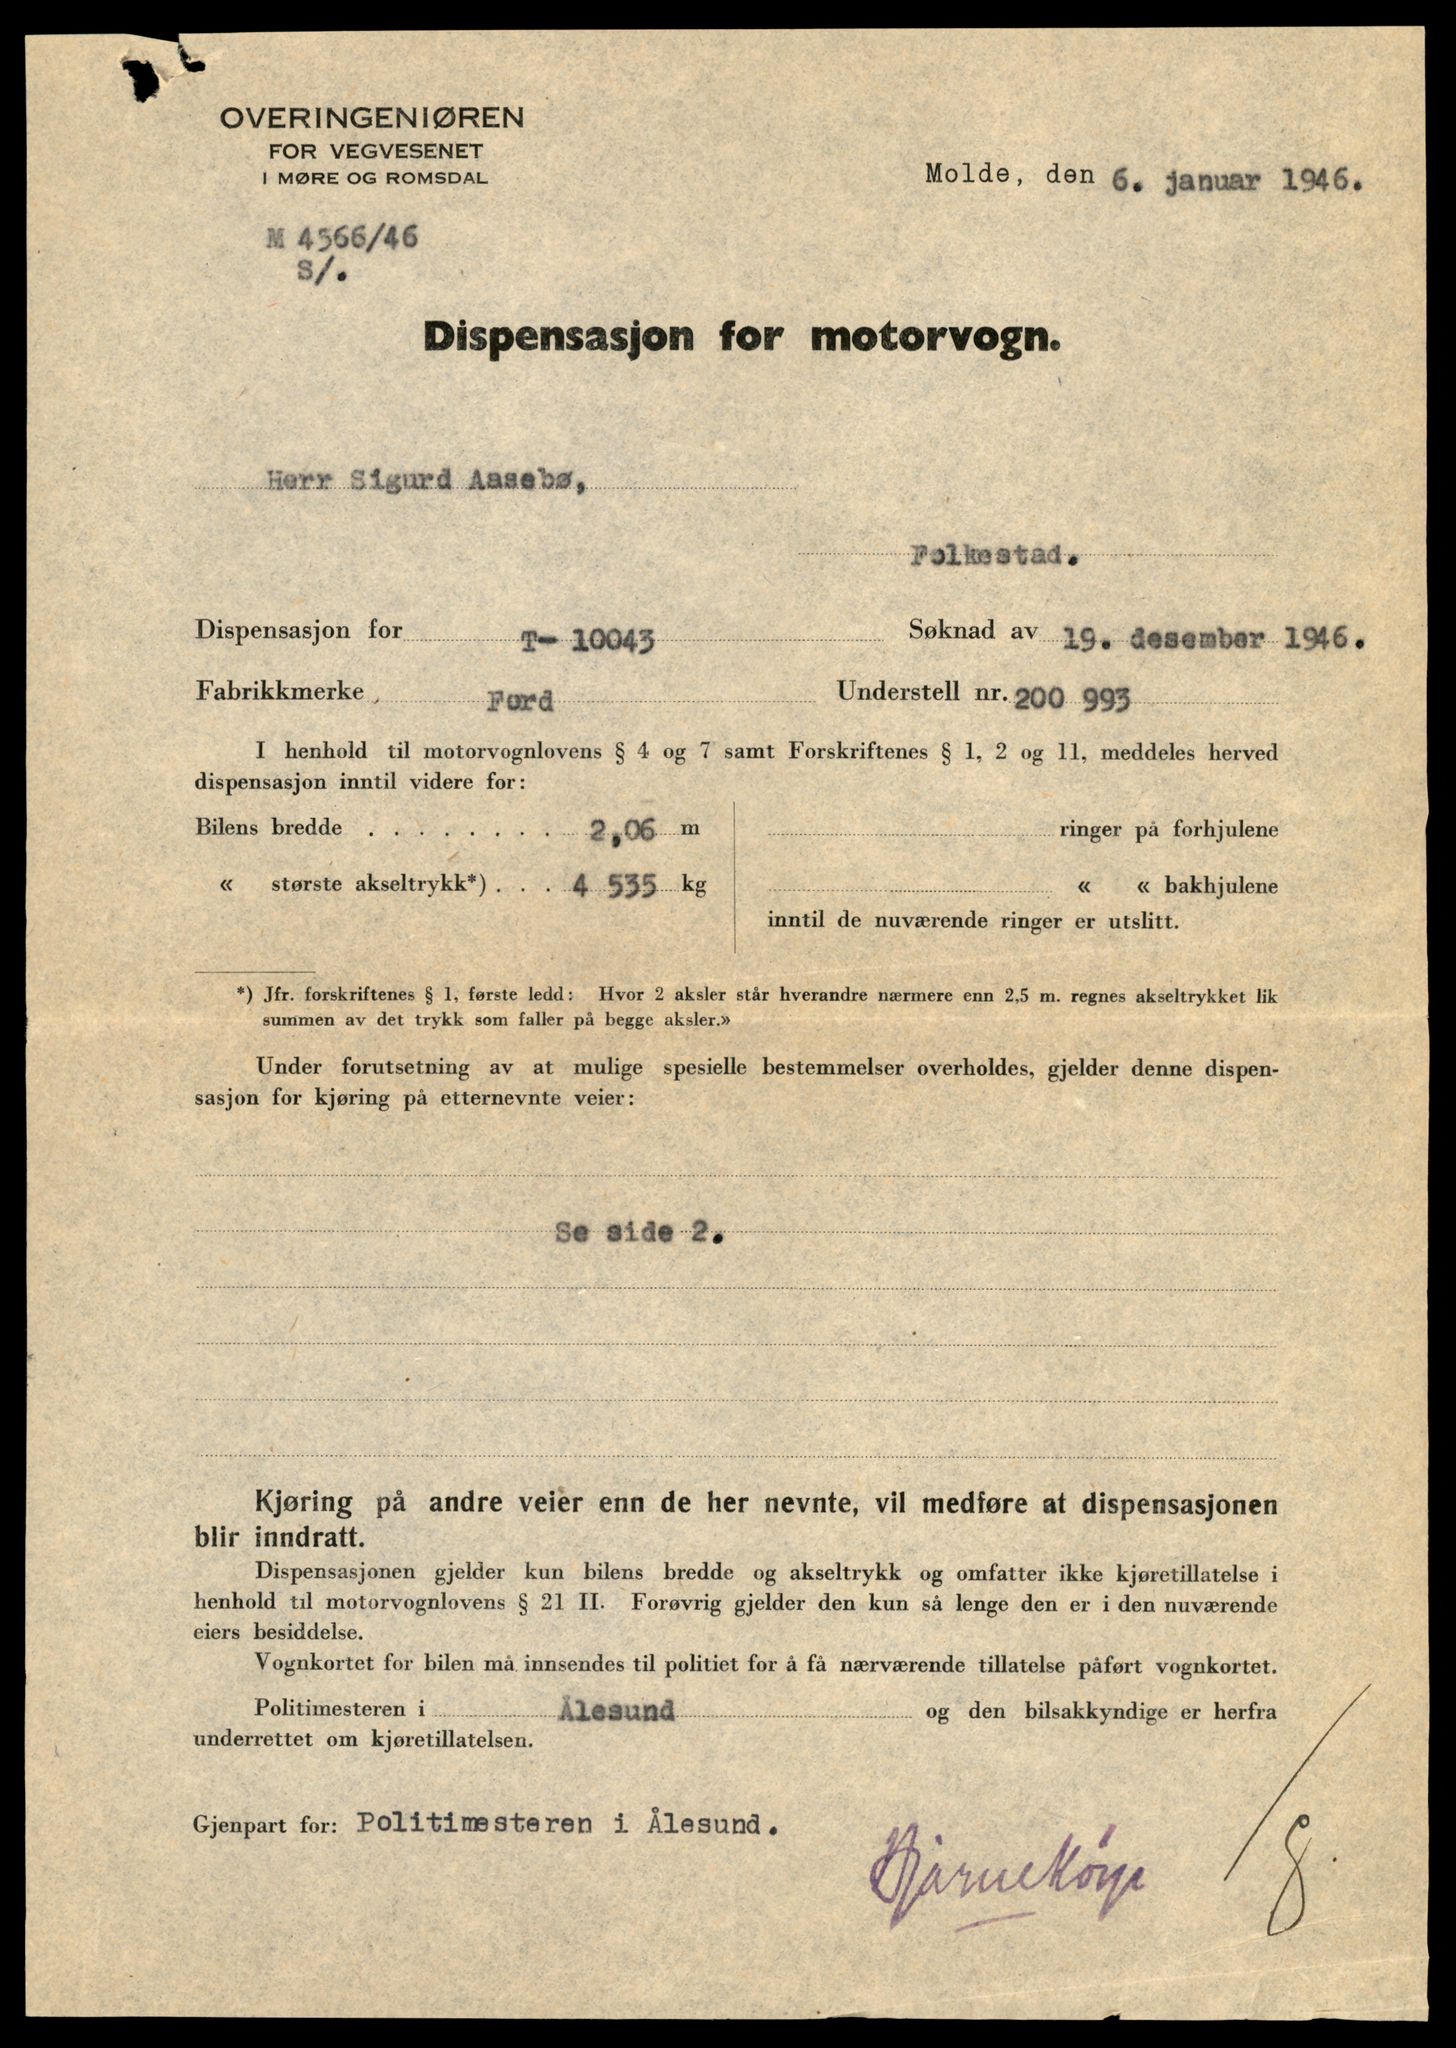 OVERINGENIØREN
FOR VEGVESENET
I MØRE OG ROMSDAL
Molde, den 6. januar 1946.
M 4566/46
S/.
Dispensasjon for motorvogn.
Herr Sigurd Aasebø,
Folkestad.
Dispensasjon for T- 10043 Søknad av 19. desember 1946.
Fabrikkmerke Ford Understell nr. 200 993
I henhold til motorvognlovens § 4 og 7 samt Forskriftenes § 1, 2 og 11, meddeles herved
dispensasjon inntil videre for:
Bilens bredde . . . . . . . . 2,06 m
« største akseltrykk*) . . . 4 535 kg
ringer på forhjulene
« « bakhjulene
inntil de nuværende ringer er utslitt.
*) Jfr. forskriftenes § 1, første ledd: Hvor 2 aksler står hverandre nærmere enn 2,5 m. regnes akseltrykket lik
summen av det trykk som faller på begge aksler.»
Under forutsetning av at mulige spesielle bestemmelser overholdes, gjelder denne dispen-
sasjon for kjøring på etternevnte veier:
Se side 2.
Kjøring på andre veier enn de her nevnte, vil medføre at dispensasjonen
blir inndratt.
Dispensasjonen gjelder kun bilens bredde og akseltrykk og omfatter ikke kjøretillatelse i
henhold til motorvognlovens § 21 II. Forøvrig gjelder den kun så lenge den er i den nuværende
eiers besiddelse.
Vognkortet for bilen må innsendes til politiet for å få nærværende tillatelse påført vognkortet.
Politimesteren i Ålesund og den bilsakkyndige er herfra
underrettet om kjøretillatelsen.
Gjenpart for: Politimesteren i Ålesund.
Bjarne